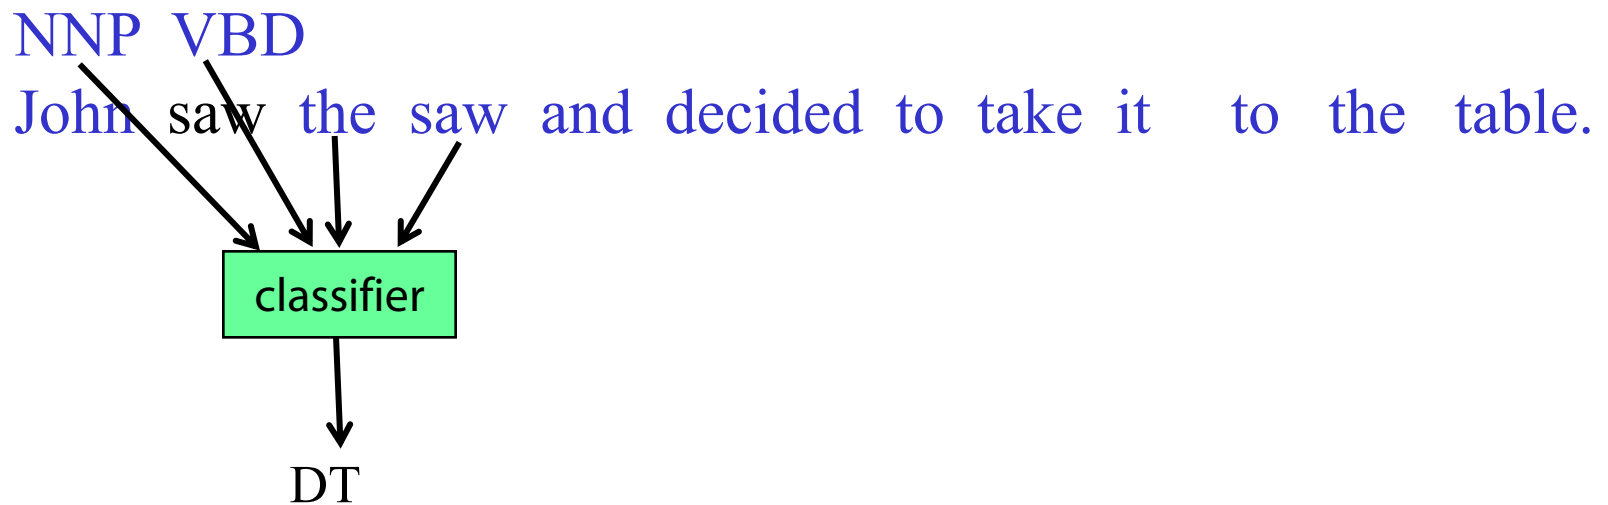 NNP VBD
John saw the saw and decided to take it to the table.
classifier
DT